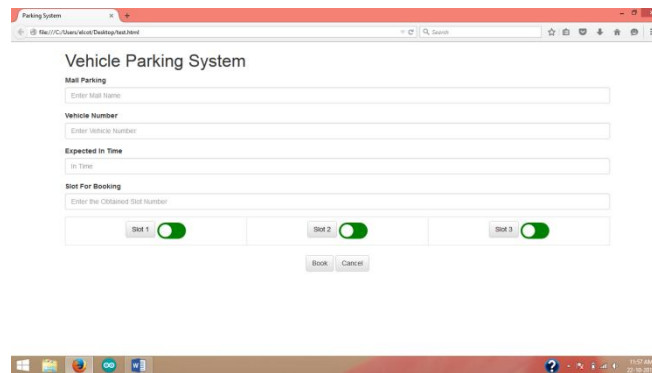 Parking System
file:///C:/Users/alcot/Desktop/test.html
Search
Vehicle Parking System
Mall Parking
Enter Mall Name
Vehicle Number
Enter Vehicle Number
Expected In Time
In Time
Slot For Booking
Enter the Obtained Slot Number
Slot 1 Slot 2 Slot 3
Book Cancel
11:57 AM